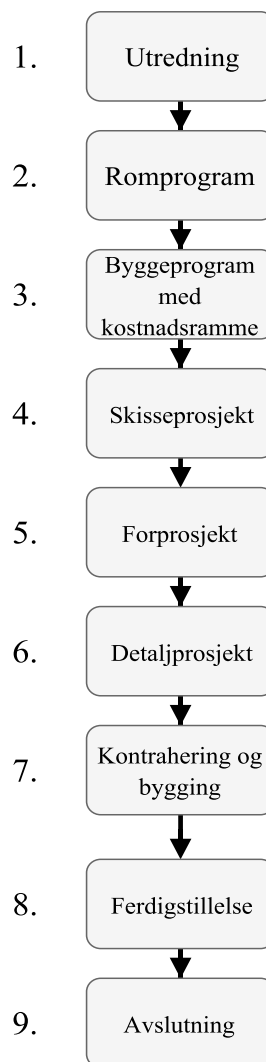 1.
Utredning
2.
Romprogram
3.
Byggeprogram
med
kostnadsramme
4.
Skisseprosjekt
5.
Forprosjekt
6.
Detaljprosjekt
7.
Kontrahering og
bygging
8.
Ferdigstillelse
9.
Avslutning